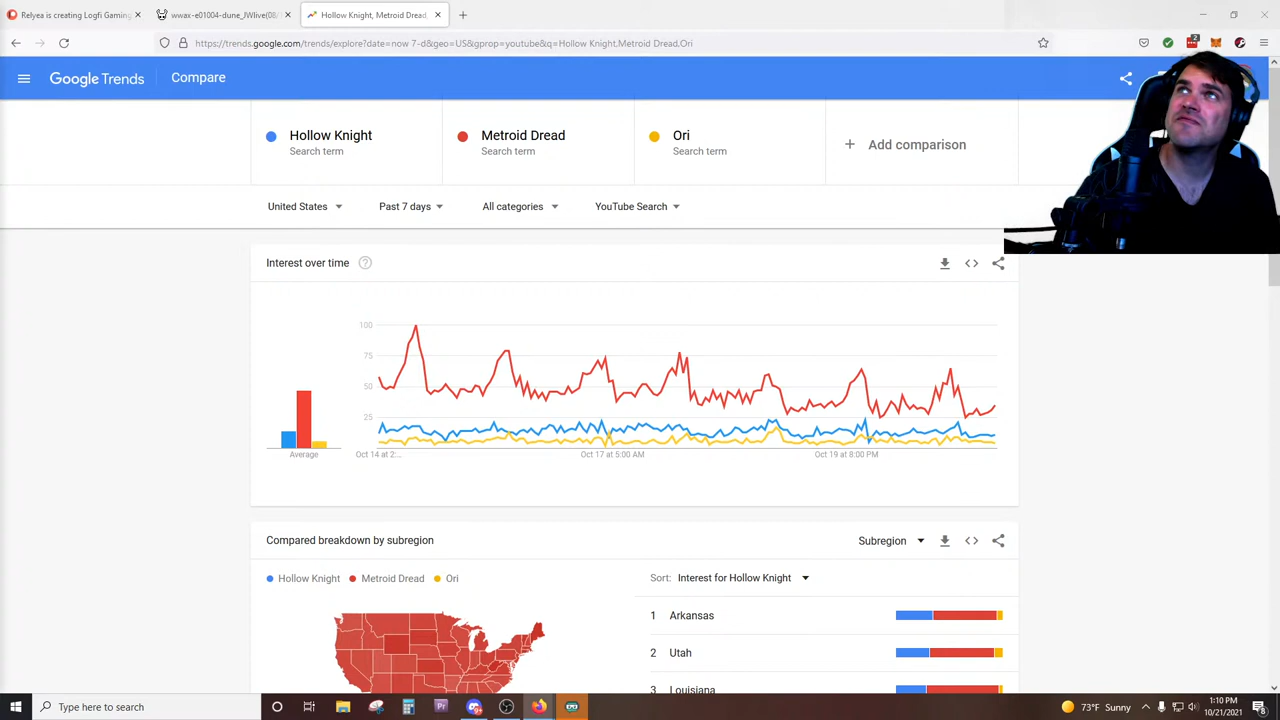 Relyea is creating Logfi Gaming
wwax-e01004-dune_JWlive(08/
Hollow Knight, Metroid Dread,
https://trends.google.com/trends/explore?date=now 7-d&geo=US&gprop=youtube&q=Hollow Knight,Metroid Dread,Ori
2
Google Trends
Compare
Hollow Knight
Search term
Metroid Dread
Search term
Ori
Search term
+ Add comparison
United States
Past 7 days
All categories
YouTube Search
Interest over time
?
100
75
50
25
Average
Oct 14 at 2:...
Oct 17 at 5:00 AM
Oct 19 at 8:00 PM
Compared breakdown by subregion
Subregion
Hollow Knight
Metroid Dread
Ori
Sort: Interest for Hollow Knight
1 Arkansas
2 Utah
3 Louisiana
Type here to search
Pr
73°F Sunny
1:10 PM
10/21/2021
8